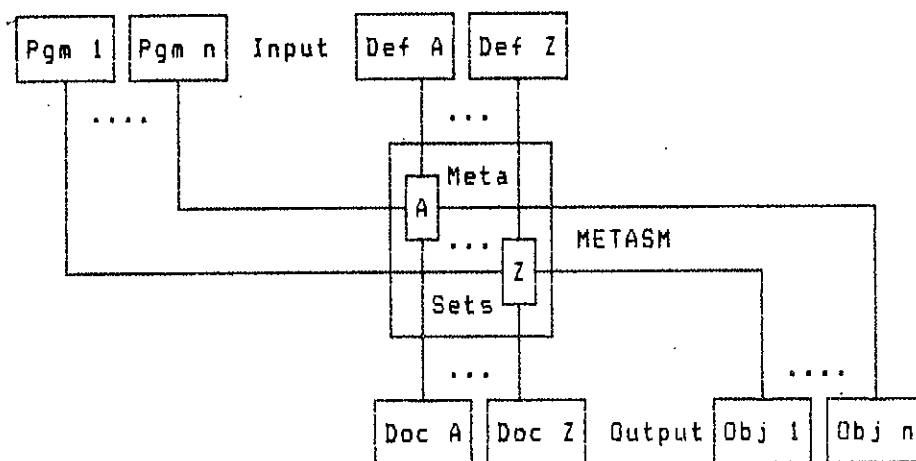 Pgm 1 Pgm n Input Def A Def Z
.... ...
Meta
A
... METASM
Z
Sets
... ....
Doc A Doc Z Output Obj 1 Obj n